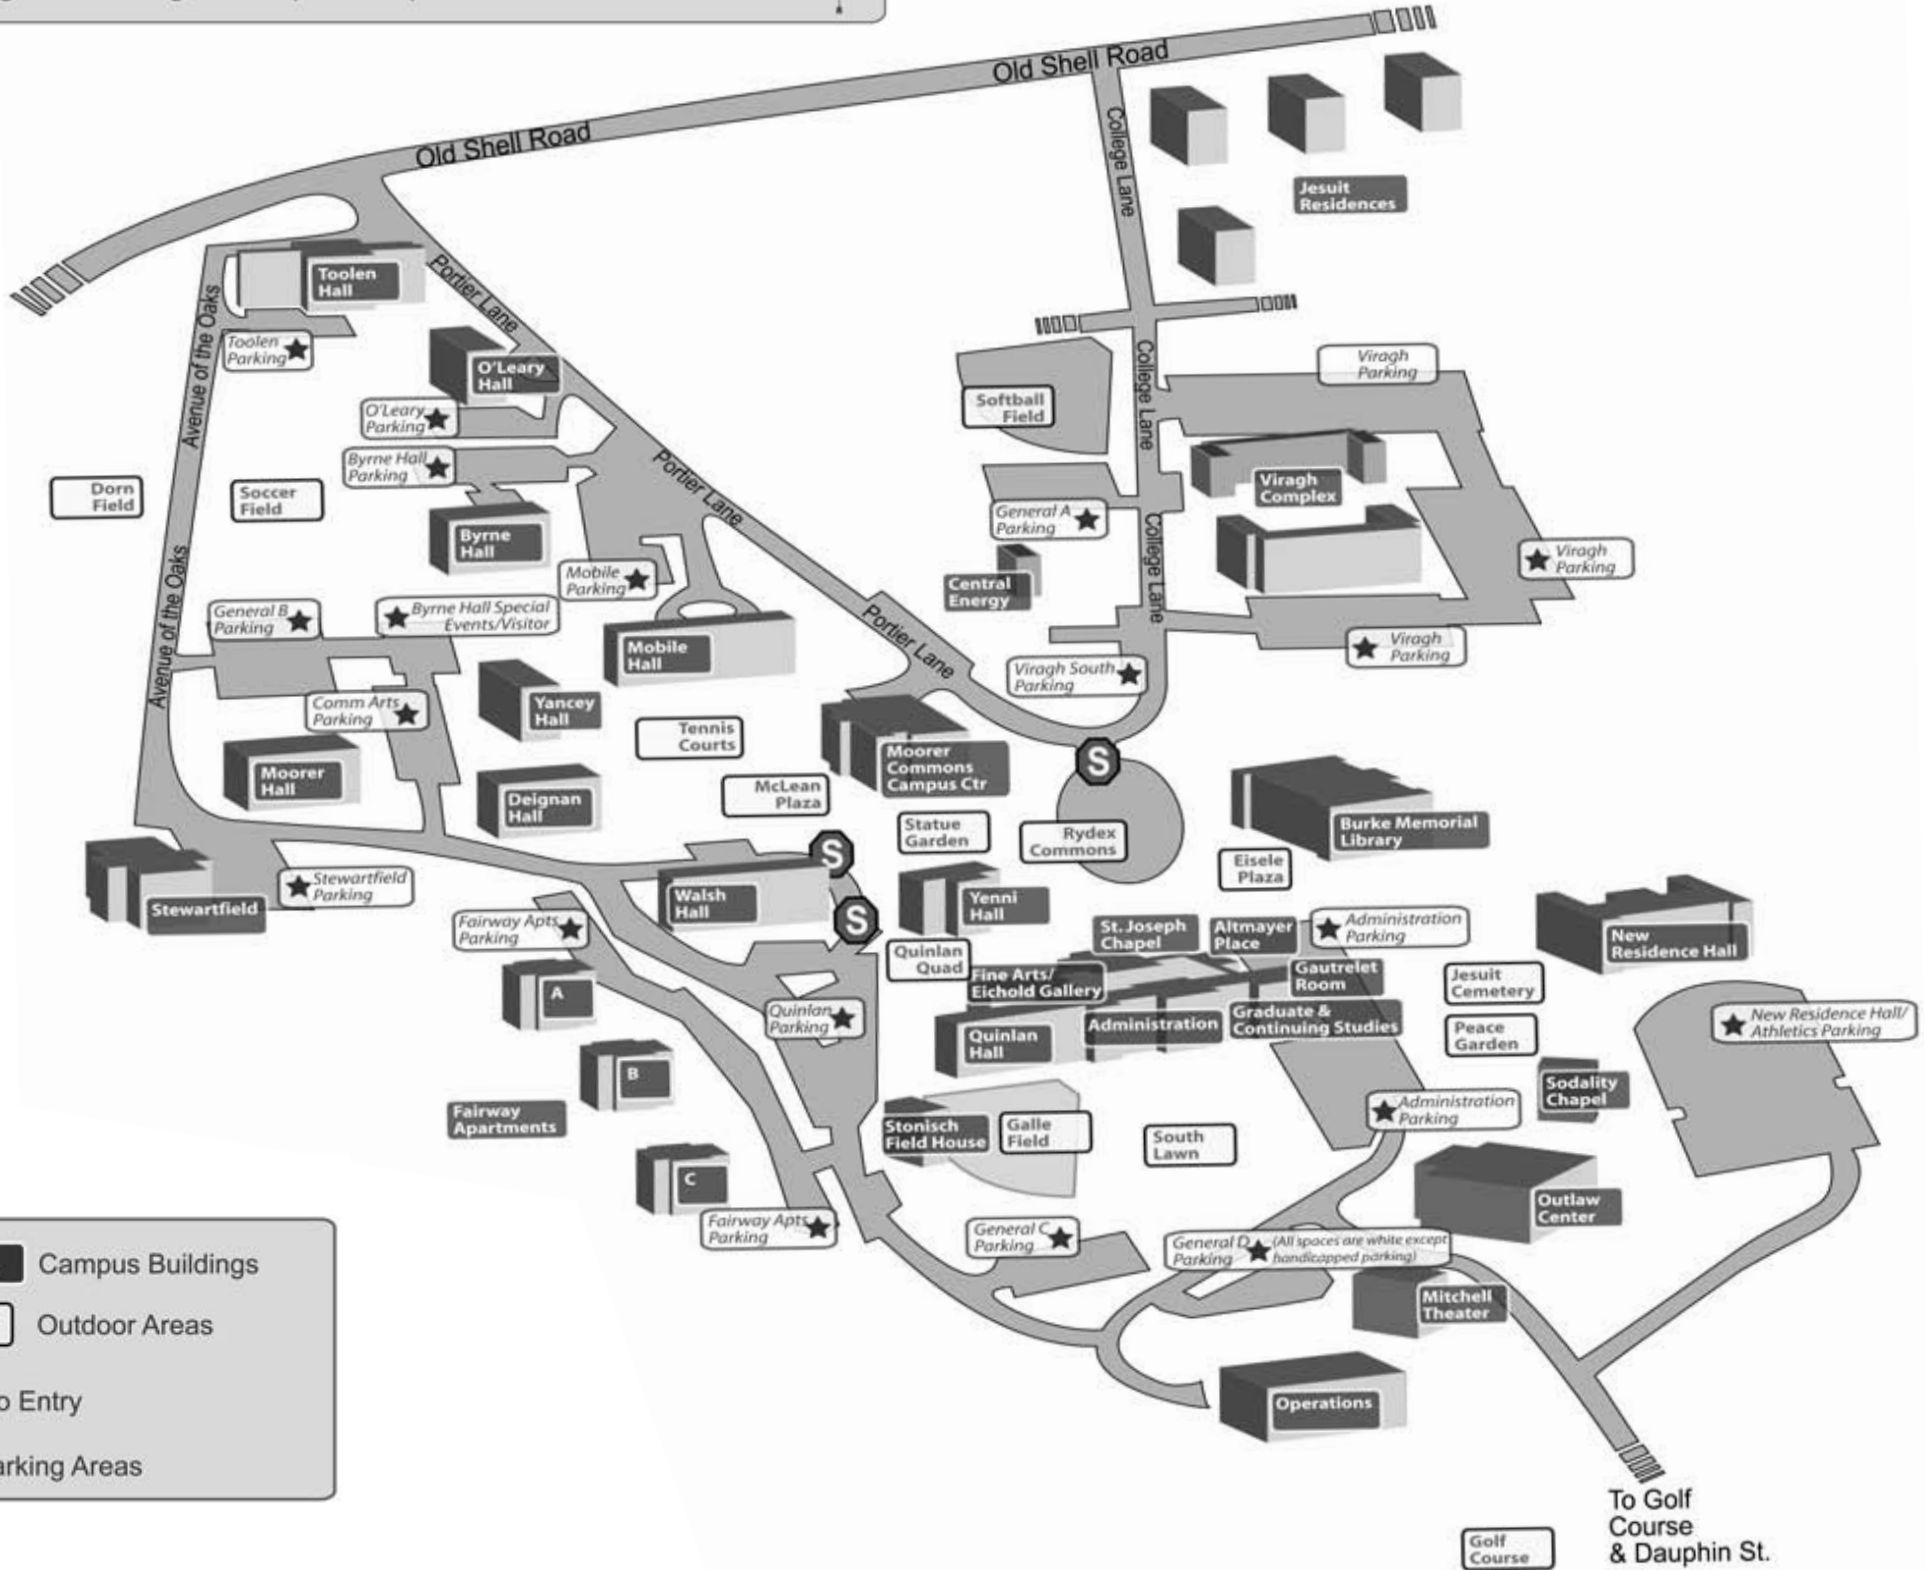 Old Shell Road
Old Shell Road
College Lane
Jesuit
Residences
Toolen
Hall
Portier Lane
Avenue of the Oaks
Toolen
Parking
O'Leary
Hall
College Lane
Viragh
Parking
Softball
Field
O'Leary
Parking
Byrne Hall
Parking
Portier Lane
Viragh
Complex
Dorn
Field
Soccer
Field
General A
Parking
College Lane
Byrne
Hall
Viragh
Parking
Mobile
Parking
Central
Energy
Avenue of the Oaks
General B
Parking
Byrne Hall Special
Events/Visitor
Portier Lane
Mobile
Hall
Viragh
Parking
Viragh South
Parking
Comm Arts
Parking
Yancey
Hall
Tennis
Courts
Moorer
Commons
Campus Ctr
S
Moorer
Hall
McLean
Plaza
Deignan
Hall
Statue
Garden
Rydex
Commons
Burke Memorial
Library
S
Eisele
Plaza
Stewartfield
Parking
Stewartfield
Walsh
Hall
Yenni
Hall
S
Fairway Apts
Parking
St. Joseph
Chapel
Altmayer
Place
Administration
Parking
New
Residence Hall
Quinlan
Quad
Fine Arts/
Eichold Gallery
Gautrelet
Room
Jesuit
Cemetery
A
Quinlan
Parking
Quinlan
Hall
Administration
Graduate &
Continuing Studies
Peace
Garden
New Residence Hall/
Athletics Parking
B
Sodality
Chapel
Fairway
Apartments
Stonisch
Field House
Galle
Field
South
Lawn
Administration
Parking
C
Outlaw
Center
Fairway Apts
Parking
General C
Parking
General D
Parking
(All spaces are white except
handicapped parking)
Mitchell
Theater
Operations
Campus Buildings
Outdoor Areas
Entry
Areas
To Golf
Course
& Dauphin St.
Golf
Course